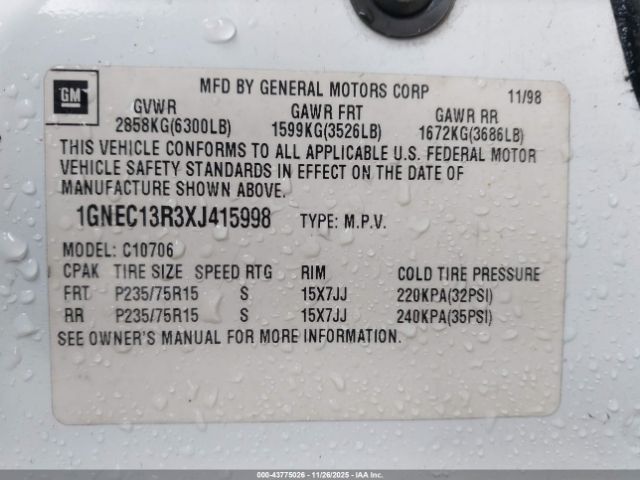 GM
MFD BY GENERAL MOTORS CORP 11/98
GVWR GAWR FRT GAWR RR
2858KG(6300LB) 1599KG(3526LB) 1672KG(3686LB)
THIS VEHICLE CONFORMS TO ALL APPLICABLE U.S. FEDERAL MOTOR
VEHICLE SAFETY STANDARDS IN EFFECT ON THE DATE OF
MANUFACTURE SHOWN ABOVE.
1GNEC13R3XJ415998 TYPE: M.P.V.
MODEL: C10706
CPAK TIRE SIZE SPEED RTG RIM COLD TIRE PRESSURE
FRT P235/75R15 S 15X7JJ 220KPA(32PSI)
RR P235/75R15 S 15X7JJ 240KPA(35PSI)
SEE OWNER'S MANUAL FOR MORE INFORMATION.
000-43775026 - 11/26/2025 - IAAI.COM